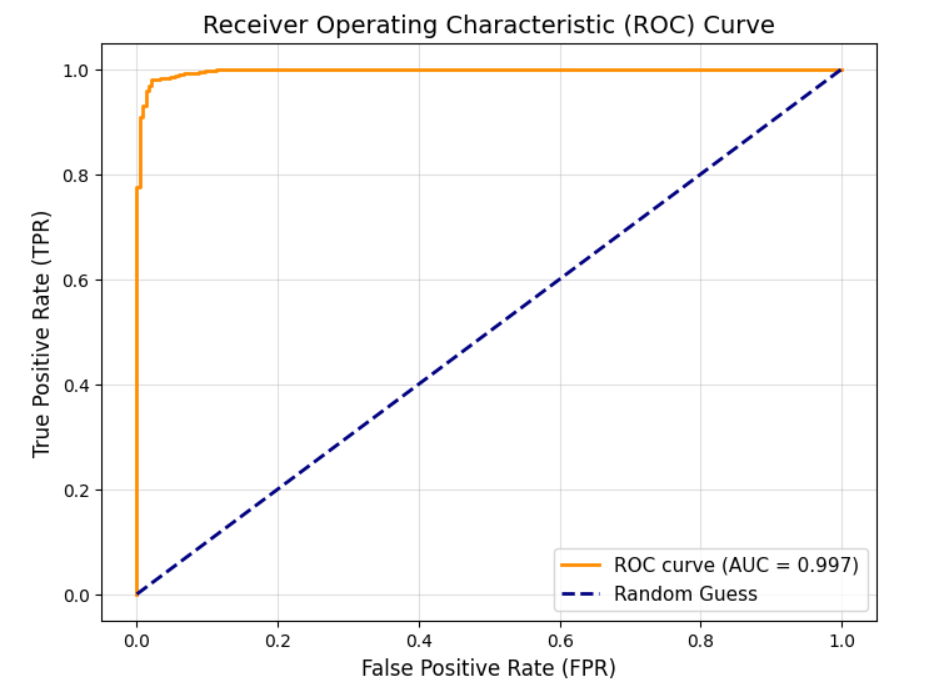 Receiver Operating Characteristic (ROC) Curve
1.0
0.8
0.6
0.4
0.2
0.0
True Positive Rate (TPR)
ROC curve (AUC = 0.997)
Random Guess
0.0 0.2 0.4 0.6 0.8 1.0
False Positive Rate (FPR)